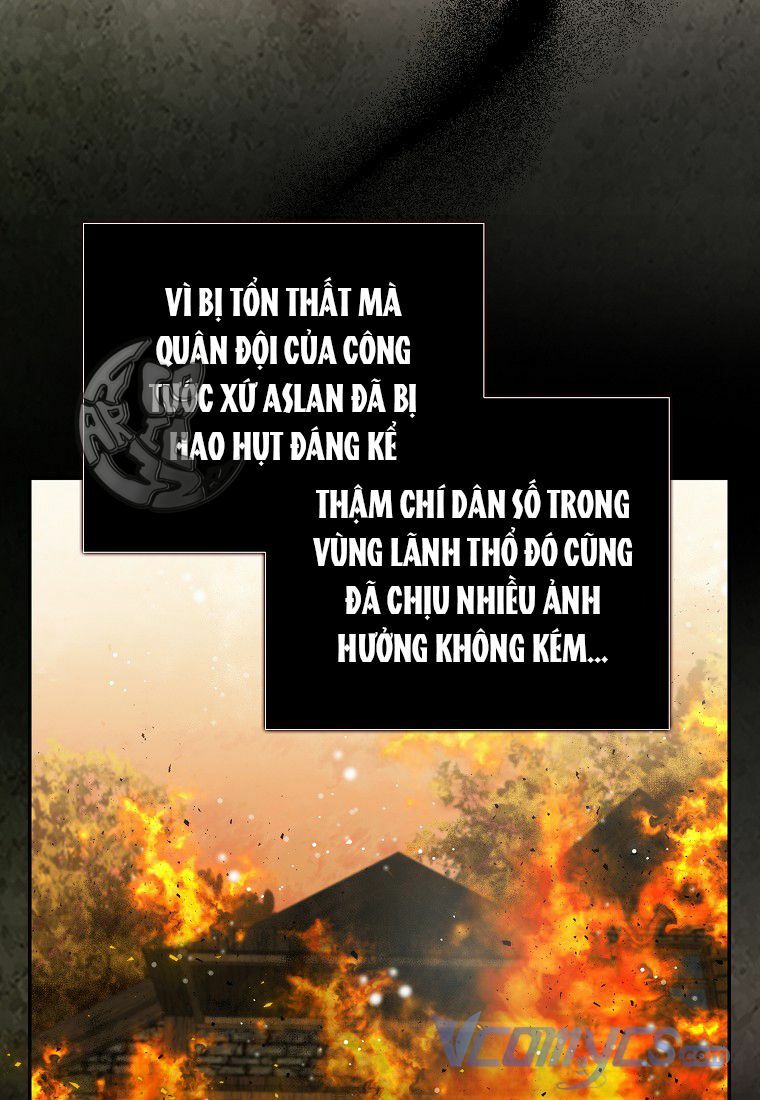 VÌ BỊ TỔN THẤT MÀ
QUÂN ĐỘI CỦA CÔNG
TƯỚC XỨ ASLAN ĐÃ BỊ
HAO HỤT ĐÁNG KỂ
THẬM CHÍ DÂN SỐ TRONG
VÙNG LÃNH THỔ ĐÓ CŨNG
ĐÃ CHỊU NHIỀU ẢNH
HƯỞNG KHÔNG KÉM...
VCOMYCS.COM